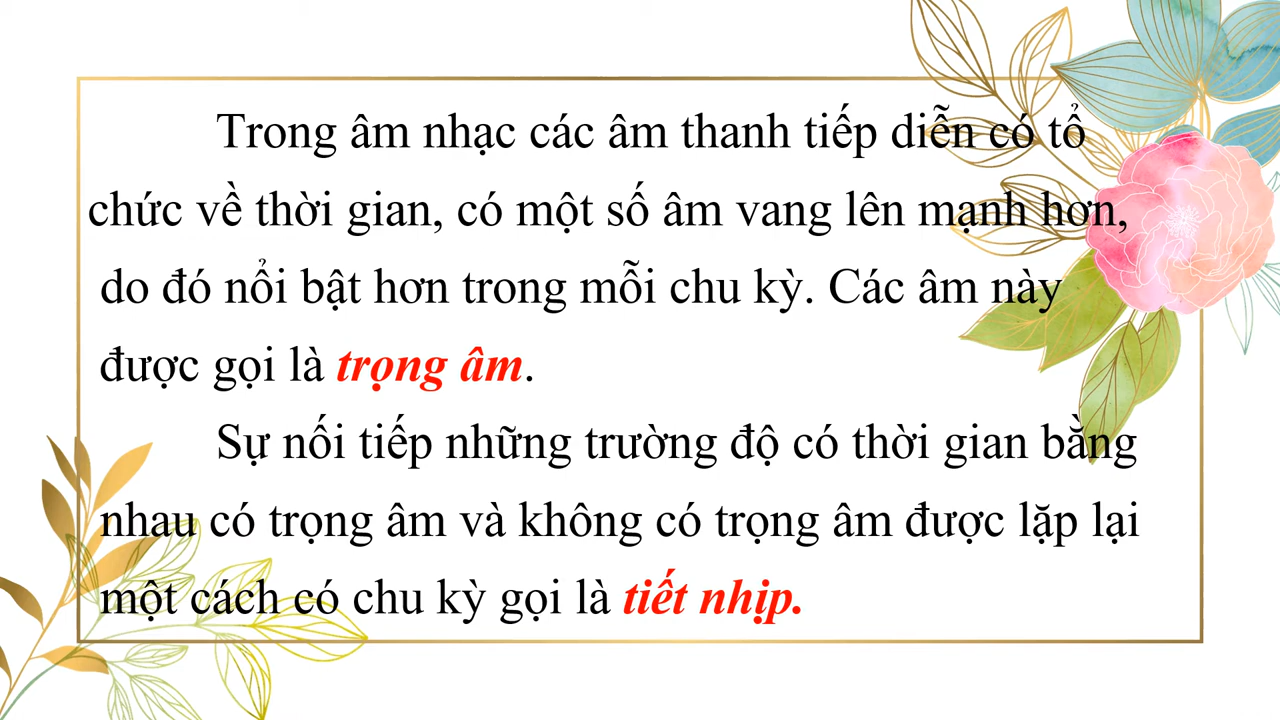 Trong âm nhạc các âm thanh tiếp diễn có tổ
chức về thời gian, có một số âm vang lên mạnh hơn,
do đó nổi bật hơn trong mỗi chu kỳ. Các âm này
được gọi là trọng âm.
Sự nối tiếp những trường độ có thời gian bằng
nhau có trọng âm và không có trọng âm được lặp lại
một cách có chu kỳ gọi là tiết nhịp.